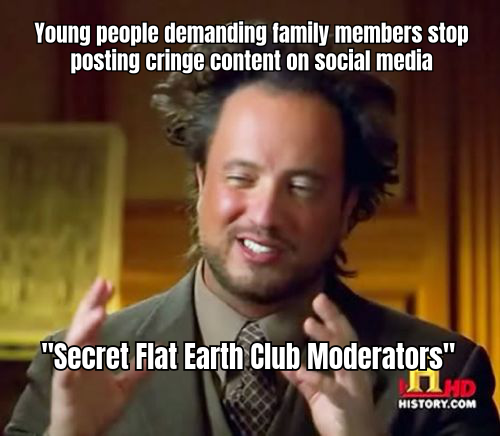 Young people demanding family members stop
posting cringe content on social media
"Secret Flat Earth Club Moderators"
H HD
HISTORY.COM